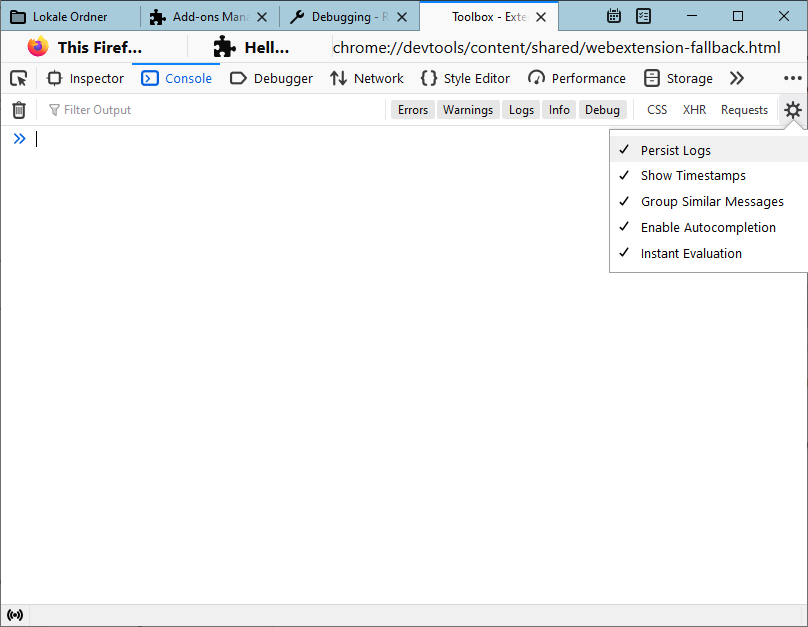 Lokale Ordner Add-ons Mana Debugging - R Toolbox - Exte
This Firef... Hell... chrome://devtools/content/shared/webextension-fallback.html
Inspector Console Debugger Network Style Editor Performance Storage
Filter Output Errors Warnings Logs Info Debug CSS XHR Requests
Persist Logs
Show Timestamps
Group Similar Messages
Enable Autocompletion
Instant Evaluation